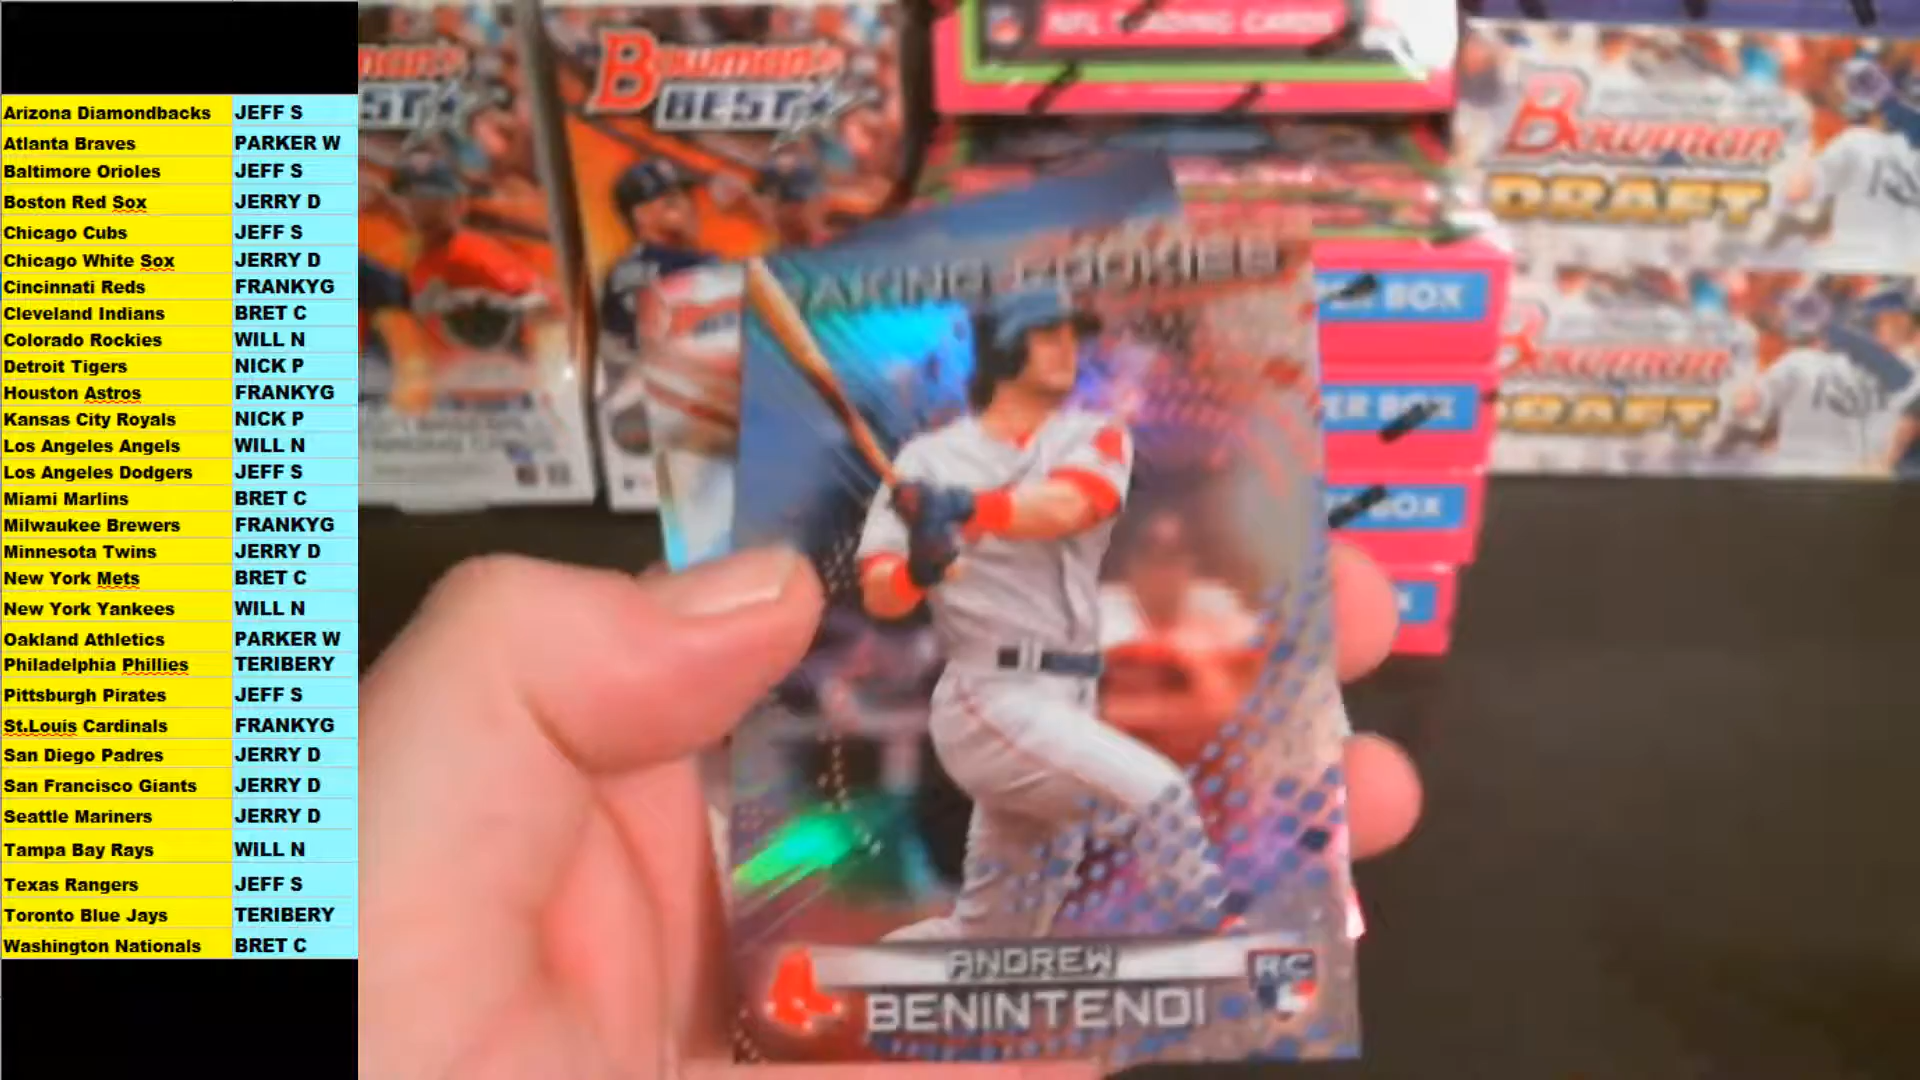 Arizona Diamondbacks JEFF S
Atlanta Braves PARKER W
Baltimore Orioles JEFF S
Boston Red Sox JERRY D
Chicago Cubs JEFF S
Chicago White Sox JERRY D
Cincinnati Reds FRANKYG
Cleveland Indians BRET C
Colorado Rockies WILL N
Detroit Tigers NICK P
Houston Astros FRANKYG
Kansas City Royals NICK P
Los Angeles Angels WILL N
Los Angeles Dodgers JEFF S
Miami Marlins BRET C
Milwaukee Brewers FRANKYG
Minnesota Twins JERRY D
New York Mets BRET C
New York Yankees WILL N
Oakland Athletics PARKER W
Philadelphia Phillies TERIBERY
Pittsburgh Pirates JEFF S
St.Louis Cardinals FRANKYG
San Diego Padres JERRY D
San Francisco Giants JERRY D
Seattle Mariners JERRY D
Tampa Bay Rays WILL N
Texas Rangers JEFF S
Toronto Blue Jays TERIBERY
Washington Nationals BRET C
Bowman's
BEST
NFL TRADING CARDS
Bowman
DRAFT
PER BOX
Bowman
DRAFT
PER BOX
BOX
RAKING ROOKIES
ANDREW
BENINTENDI
RC